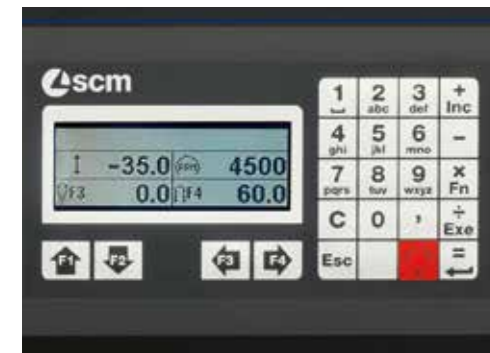 scm
-35.0 RPM 4500
F3 0.0 F4 60.0
F1 F2 F3 F4
1 2 abc 3 def + Inc
4 ghi 5 jkl 6 mno -
7 pqrs 8 tuv 9 wxyz × Fn
C 0 , ÷ Exe
Esc =